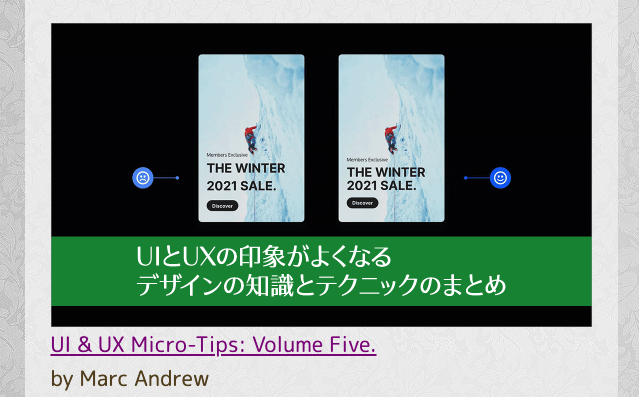 Members Exclusive
THE WINTER
2021 SALE.
Discover
Members Exclusive
THE WINTER
2021 SALE.
Discover
UIとUXの印象がよくなる
デザインの知識とテクニックのまとめ
UI & UX Micro-Tips: Volume Five.
by Marc Andrew